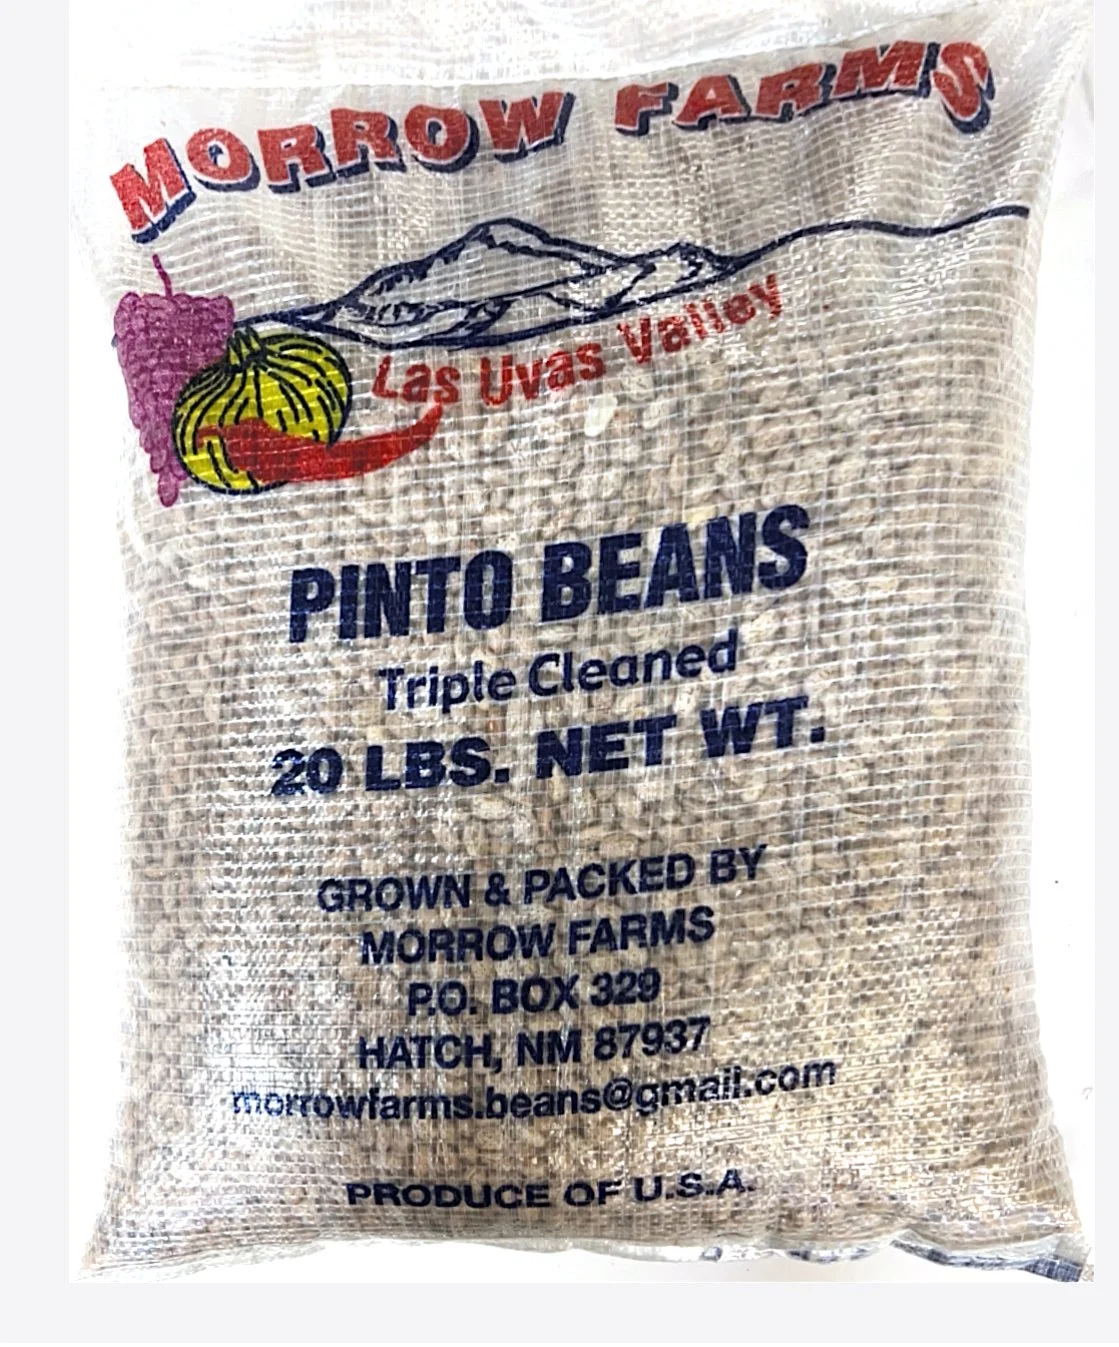 MORROW FARMS
Las Uvas Valley
PINTO BEANS
Triple Cleaned
20 LBS. NET WT.
GROWN & PACKED BY
MORROW FARMS
P.O. BOX 329
HATCH, NM 87937
morrowfarms.beans@gmail.com
PRODUCE OF U.S.A.